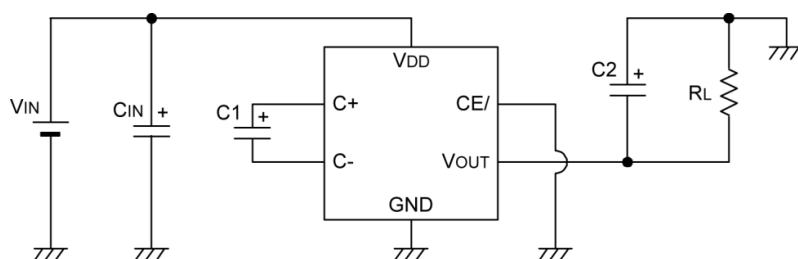 VDD
C2 +
VIN
CIN +
C1 +
C+
CE/
RL
C-
VOUT
GND